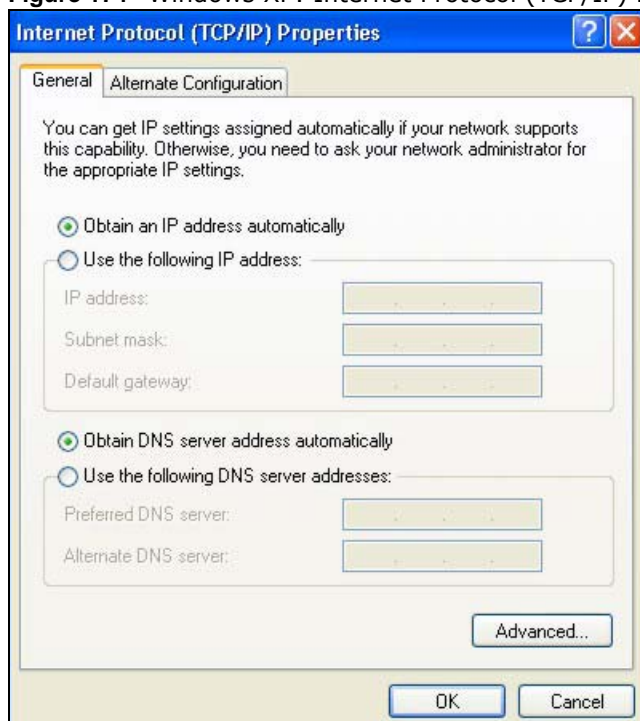 Internet Protocol (TCP/IP) Properties
General
Alternate Configuration
You can get IP settings assigned automatically if your network supports
this capability. Otherwise, you need to ask your network administrator for
the appropriate IP settings.
Obtain an IP address automatically
Use the following IP address:
IP address:
Subnet mask:
Default gateway:
Obtain DNS server address automatically
Use the following DNS server addresses:
Preferred DNS server:
Alternate DNS server:
Advanced...
OK
Cancel